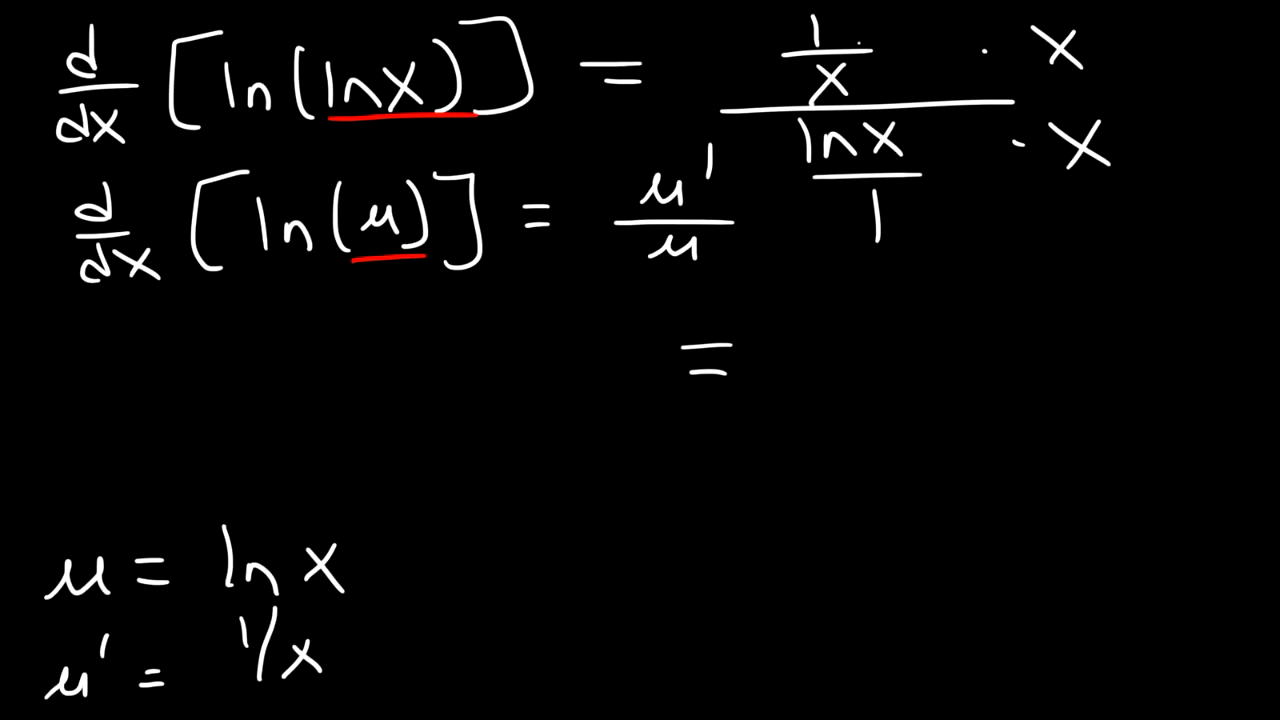 d/dx [ln(lnx)] = (1/x · x)/(lnx/1 · x)
d/dx [ln(u)] = u'/u
=
u = ln x
u' = 1/x